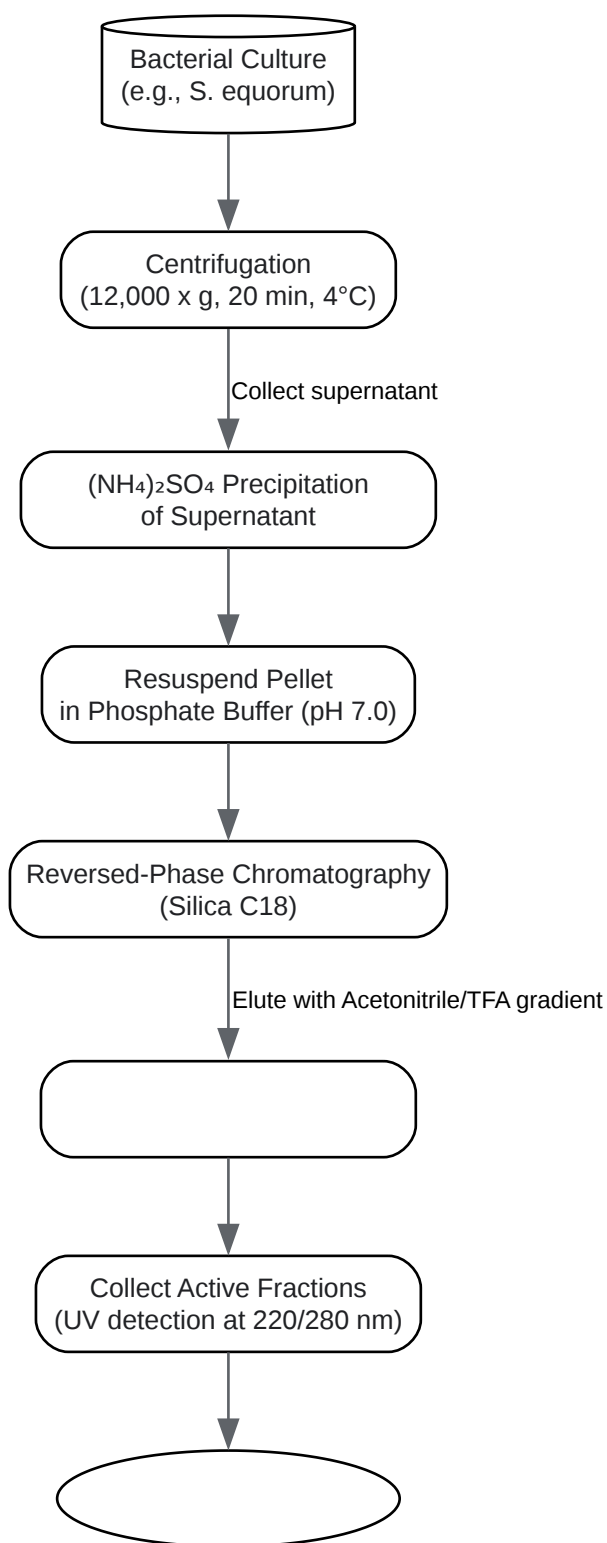 Bacterial Culture
(e.g., S. equorum)
Centrifugation
(12,000 x g, 20 min, 4°C)
Collect supernatant
(NH₄)₂SO₄ Precipitation
of Supernatant
Resuspend Pellet
in Phosphate Buffer (pH 7.0)
Reversed-Phase Chromatography
(Silica C18)
Elute with Acetonitrile/TFA gradient
Collect Active Fractions
(UV detection at 220/280 nm)